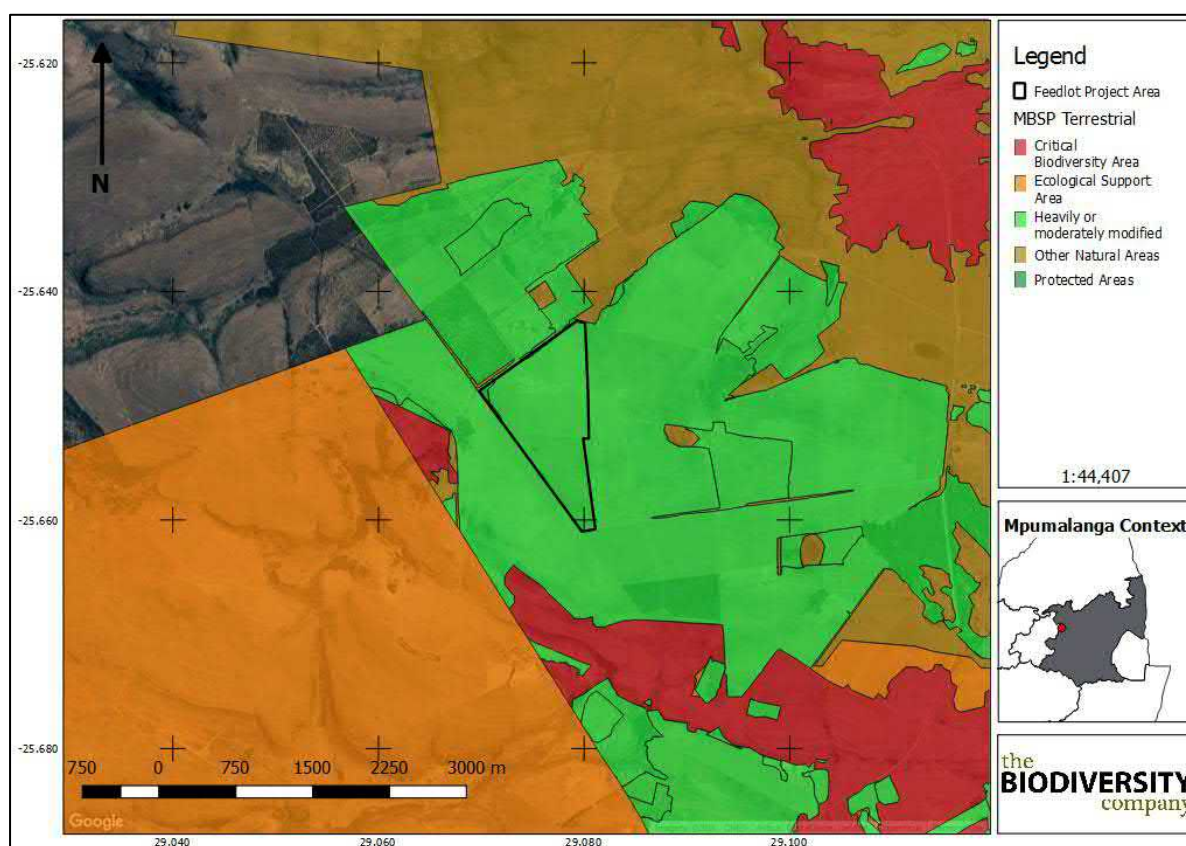 -25.620
-25.640
-25.660
-25.680
29.040
29.060
29.080
29.100
N
750 0 750 1500 2250 3000 m
Google
Legend
Feedlot Project Area
MBSP Terrestrial
Critical
Biodiversity Area
Ecological Support
Area
Heavily or
moderately modified
Other Natural Areas
Protected Areas
1:44,407
Mpumalanga Context
the
BIODIVERSITY
company